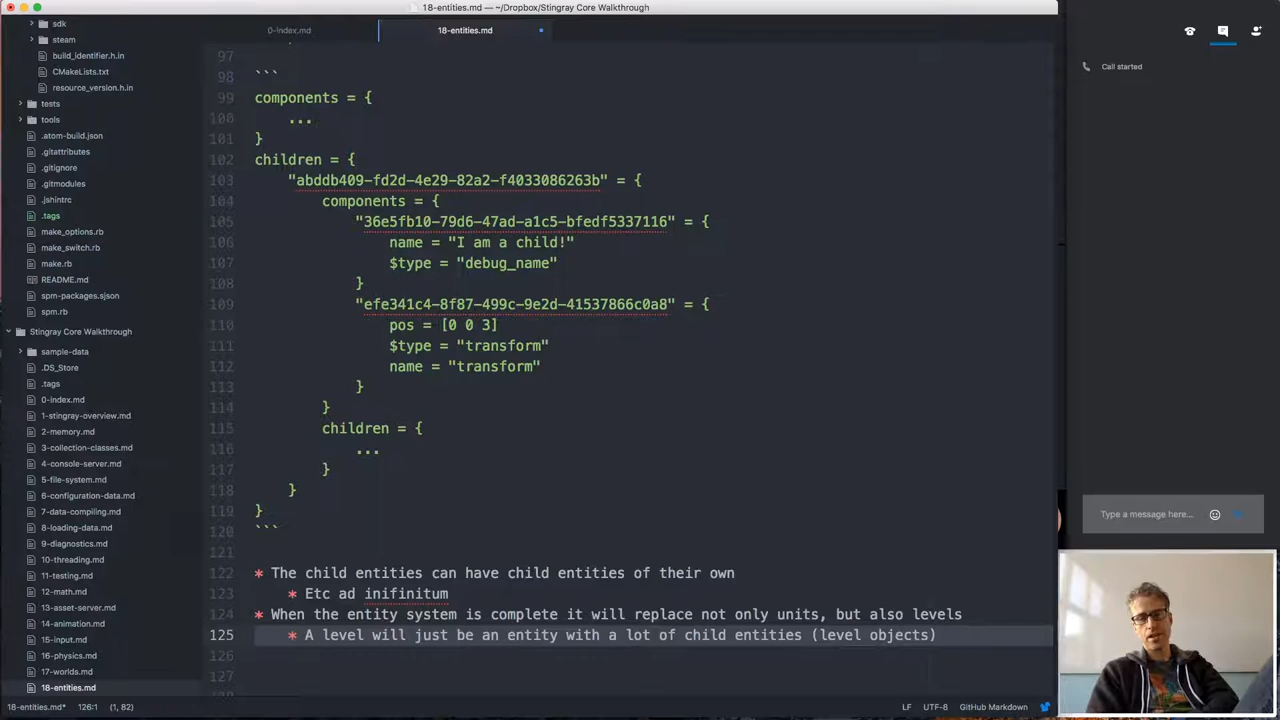 18-entities.md — ~/Dropbox/Stingray Core Walkthrough
0-index.md
18-entities.md
sdk
steam
build_identifier.h.in
CMakeLists.txt
resource_version.h.in
tests
tools
.atom-build.json
.gitattributes
.gitignore
.gitmodules
.jshintrc
.tags
make_options.rb
make_switch.rb
make.rb
README.md
spm-packages.sjson
spm.rb
Stingray Core Walkthrough
sample-data
.DS_Store
.tags
0-index.md
1-stingray-overview.md
2-memory.md
3-collection-classes.md
4-console-server.md
5-file-system.md
6-configuration-data.md
7-data-compiling.md
8-loading-data.md
9-diagnostics.md
10-threading.md
11-testing.md
12-math.md
13-asset-server.md
14-animation.md
15-input.md
16-physics.md
17-worlds.md
18-entities.md
97
98 ```
99 components = {
100 ...
101 }
102 children = {
103 "abddb409-fd2d-4e29-82a2-f4033086263b" = {
104 components = {
105 "36e5fb10-79d6-47ad-a1c5-bfedf5337116" = {
106 name = "I am a child!"
107 $type = "debug_name"
108 }
109 "efe341c4-8f87-499c-9e2d-41537866c0a8" = {
110 pos = [0 0 3]
111 $type = "transform"
112 name = "transform"
113 }
114 }
115 children = {
116 ...
117 }
118 }
119 }
120 ```
121
122 * The child entities can have child entities of their own
123 * Etc ad inifinitum
124 * When the entity system is complete it will replace not only units, but also levels
125 * A level will just be an entity with a lot of child entities (level objects)
126
127
18-entities.md* 126:1 (1, 82)
LF UTF-8 GitHub Markdown
Call started
Type a message here...